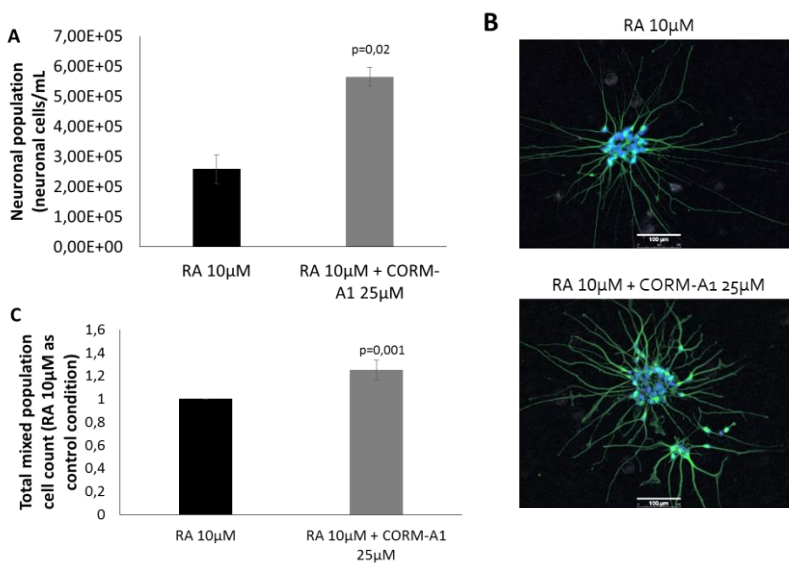 A
Neuronal population
(neuronal cells/mL
7,00E+05
6,00E+05
5,00E+05
4,00E+05
3,00E+05
2,00E+05
1,00E+05
0,00E+00
p=0,02
RA 10µM
RA 10µM + CORM-
A1 25µM
B
RA 10µM
100 µm
RA 10µM + CORM-A1 25µM
100 µm
C
Total mixed population
cell count (RA 10µM as
control condition)
1,6
1,4
1,2
1
0,8
0,6
0,4
0,2
0
p=0,001
RA 10µM
RA 10µM + CORM-A1
25µM